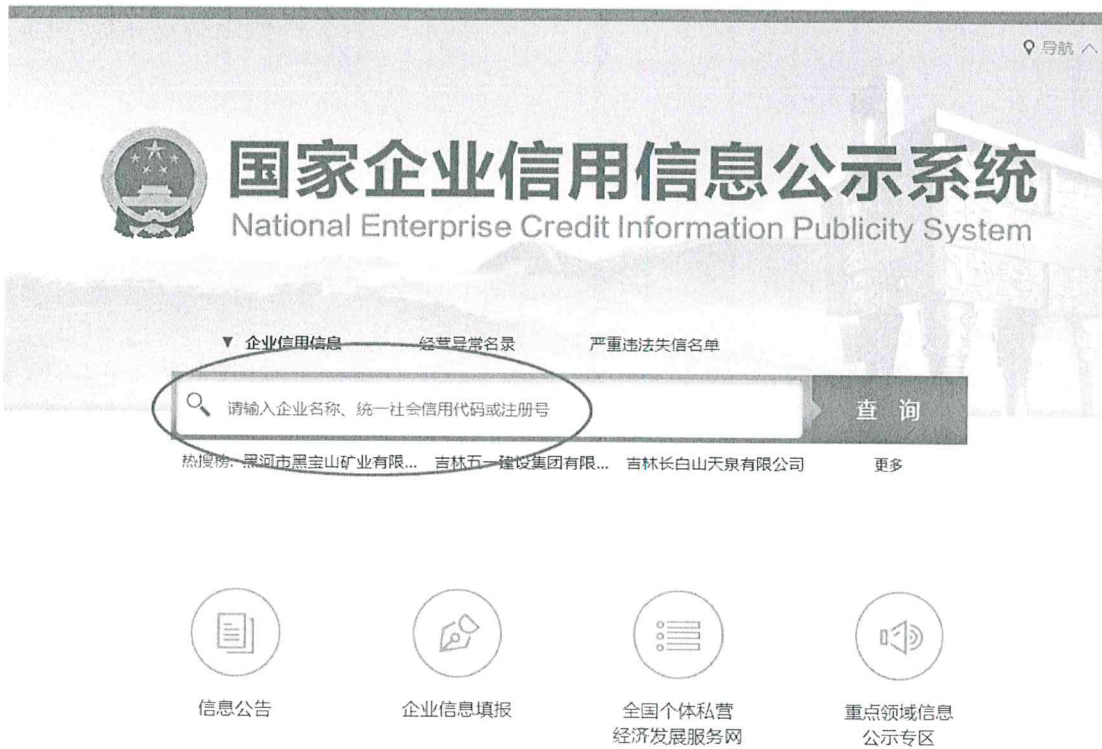 导航
国家企业信用信息公示系统
National Enterprise Credit Information Publicity System
▼ 企业信用信息 经营异常名录 严重违法失信名单
请输入企业名称、统一社会信用代码或注册号 查询
热搜榜: 黑河市黑宝山矿业有限... 吉林五一建设集团有限... 吉林长白山天泉有限公司 更多
信息公告 企业信息填报 全国个体私营 重点领域信息
经济发展服务网 公示专区